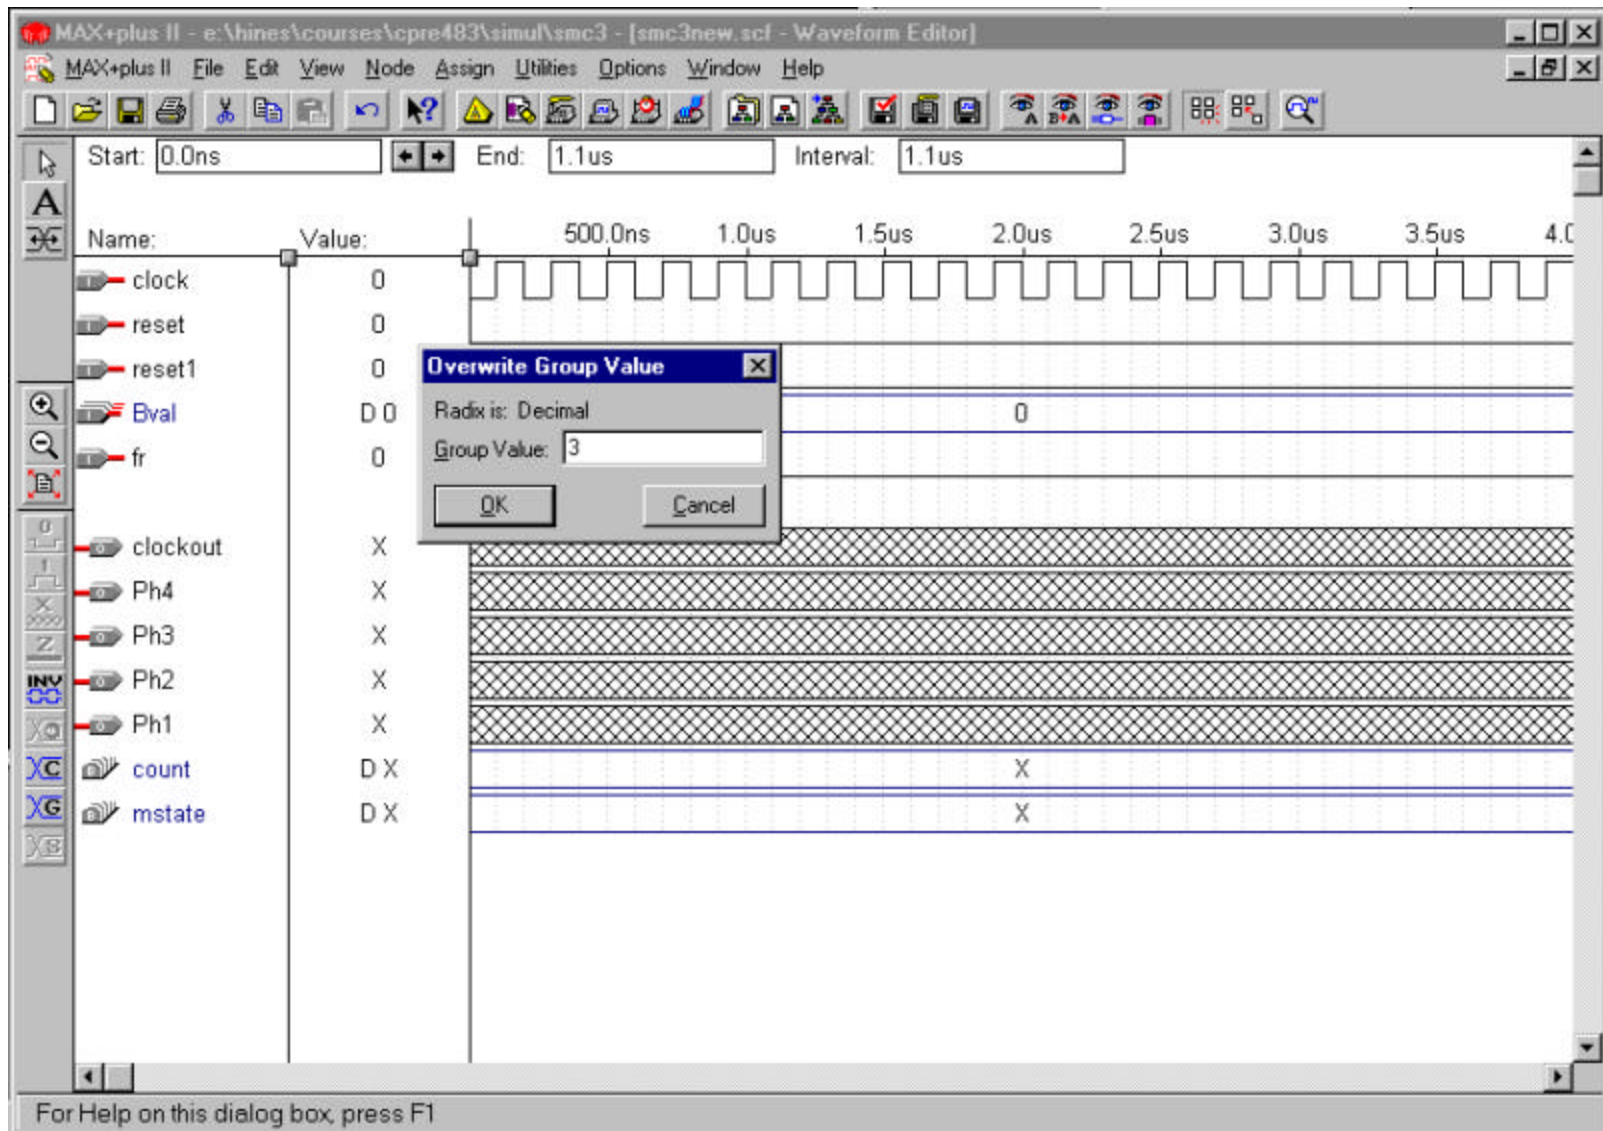 MAX+plus II - e:\hines\courses\cpre483\simul\smc3 - [smc3new.scf - Waveform Editor]
MAX+plus II File Edit View Node Assign Utilities Options Window Help
Start: 0.0ns End: 1.1us Interval: 1.1us
Name: Value: 500.0ns 1.0us 1.5us 2.0us 2.5us 3.0us 3.5us 4.0
clock 0
reset 0
reset1 0
Overwrite Group Value
Bval D 0 0
Radix is: Decimal
fr 0
Group Value: 3
OK Cancel
clockout X
Ph4 X
Ph3 X
Ph2 X
INV
Ph1 X
count D X X
mstate D X X
For Help on this dialog box, press F1